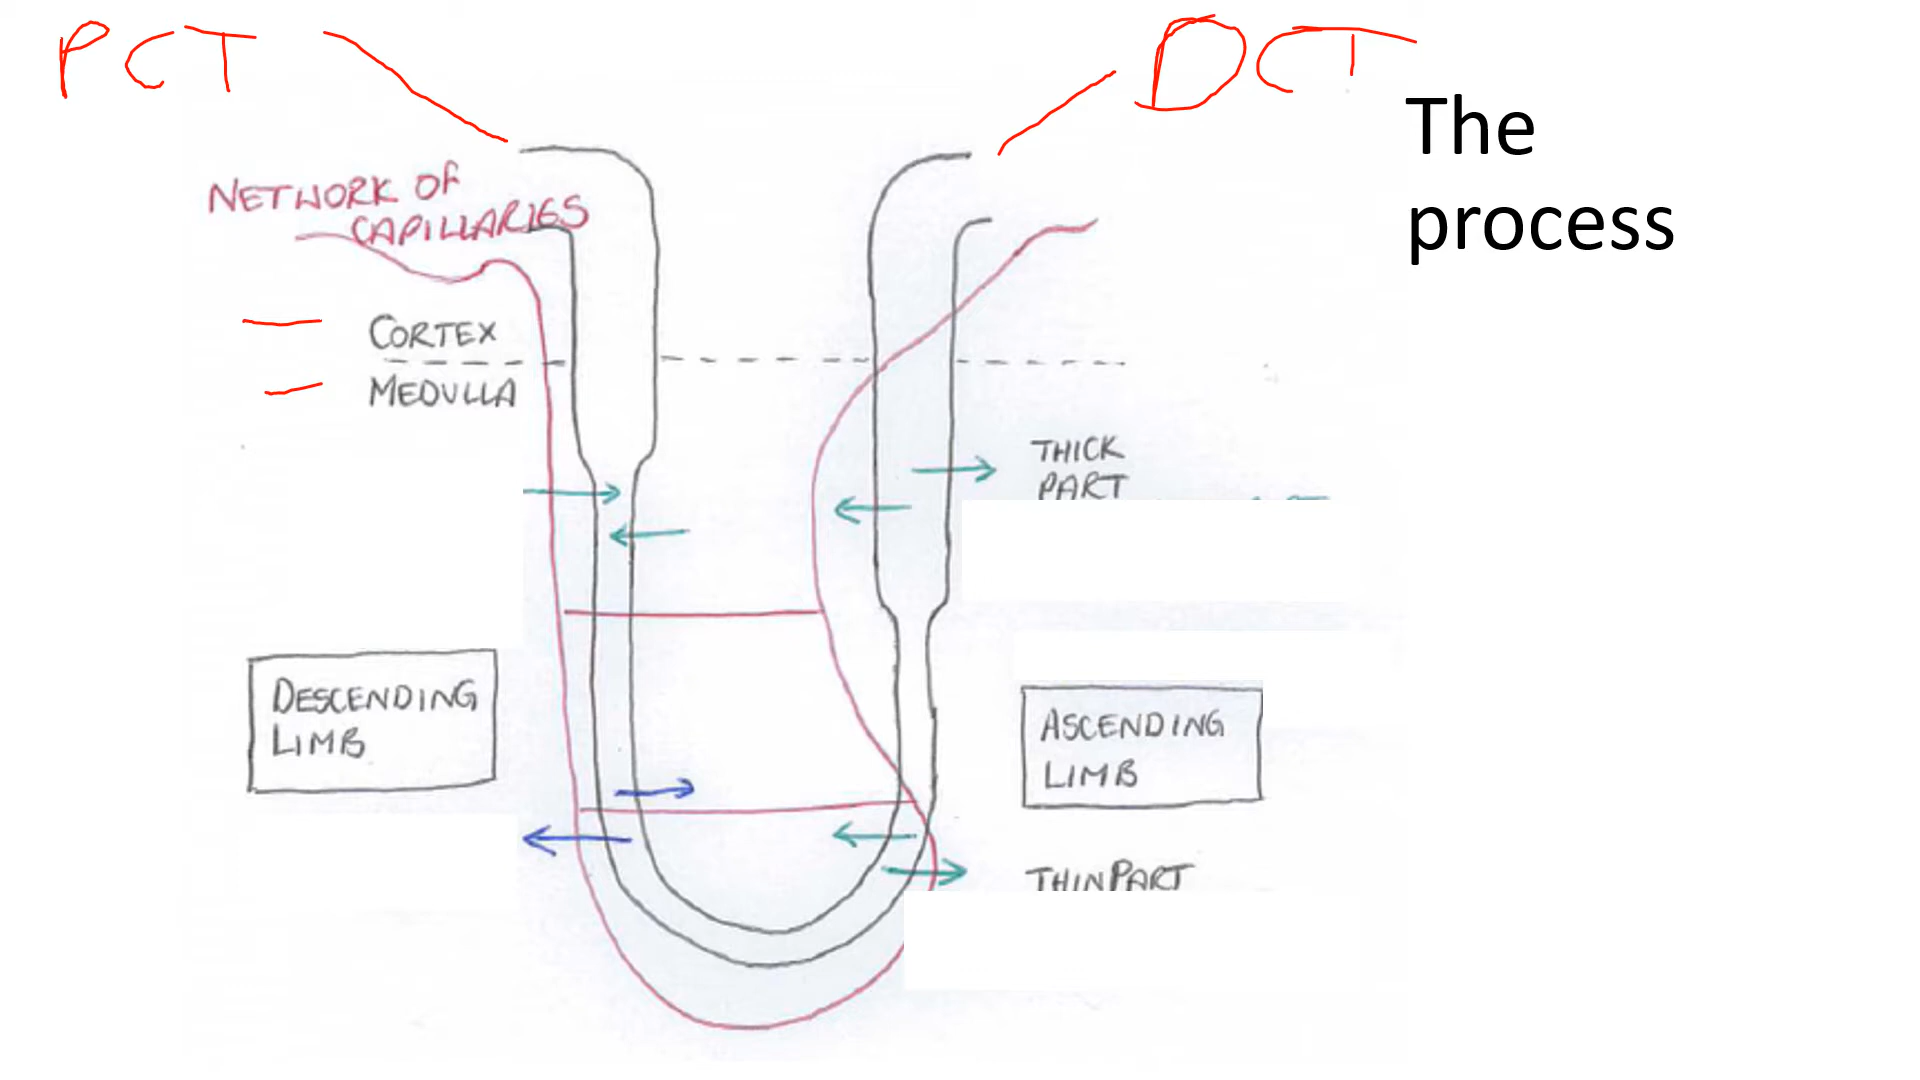 PCT
DCT
The
process
NETWORK OF
CAPILLARIES
CORTEX
MEDULLA
THICK
PART
DESCENDING
LIMB
ASCENDING
LIMB
THIN PART